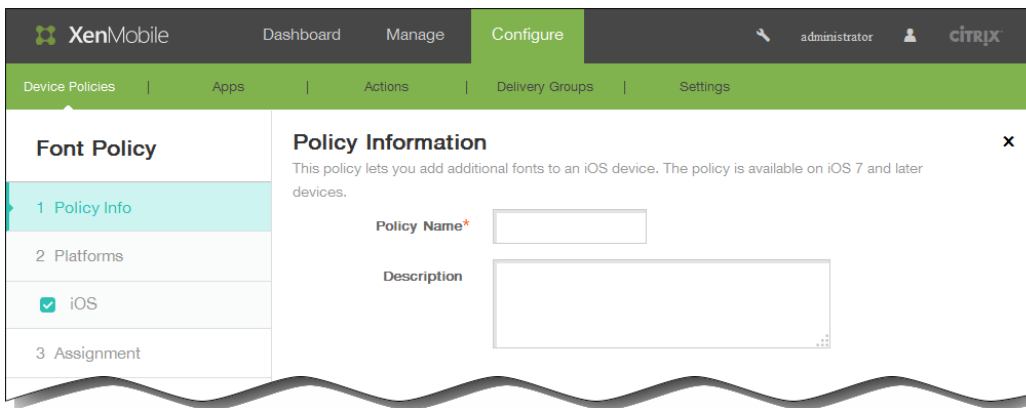 XenMobile Dashboard Manage Configure administrator CİTRIX
Device Policies | Apps | Actions | Delivery Groups | Settings
Font Policy
1 Policy Info
2 Platforms
iOS
3 Assignment
Policy Information
x
This policy lets you add additional fonts to an iOS device. The policy is available on iOS 7 and later
devices.
Policy Name*
Description